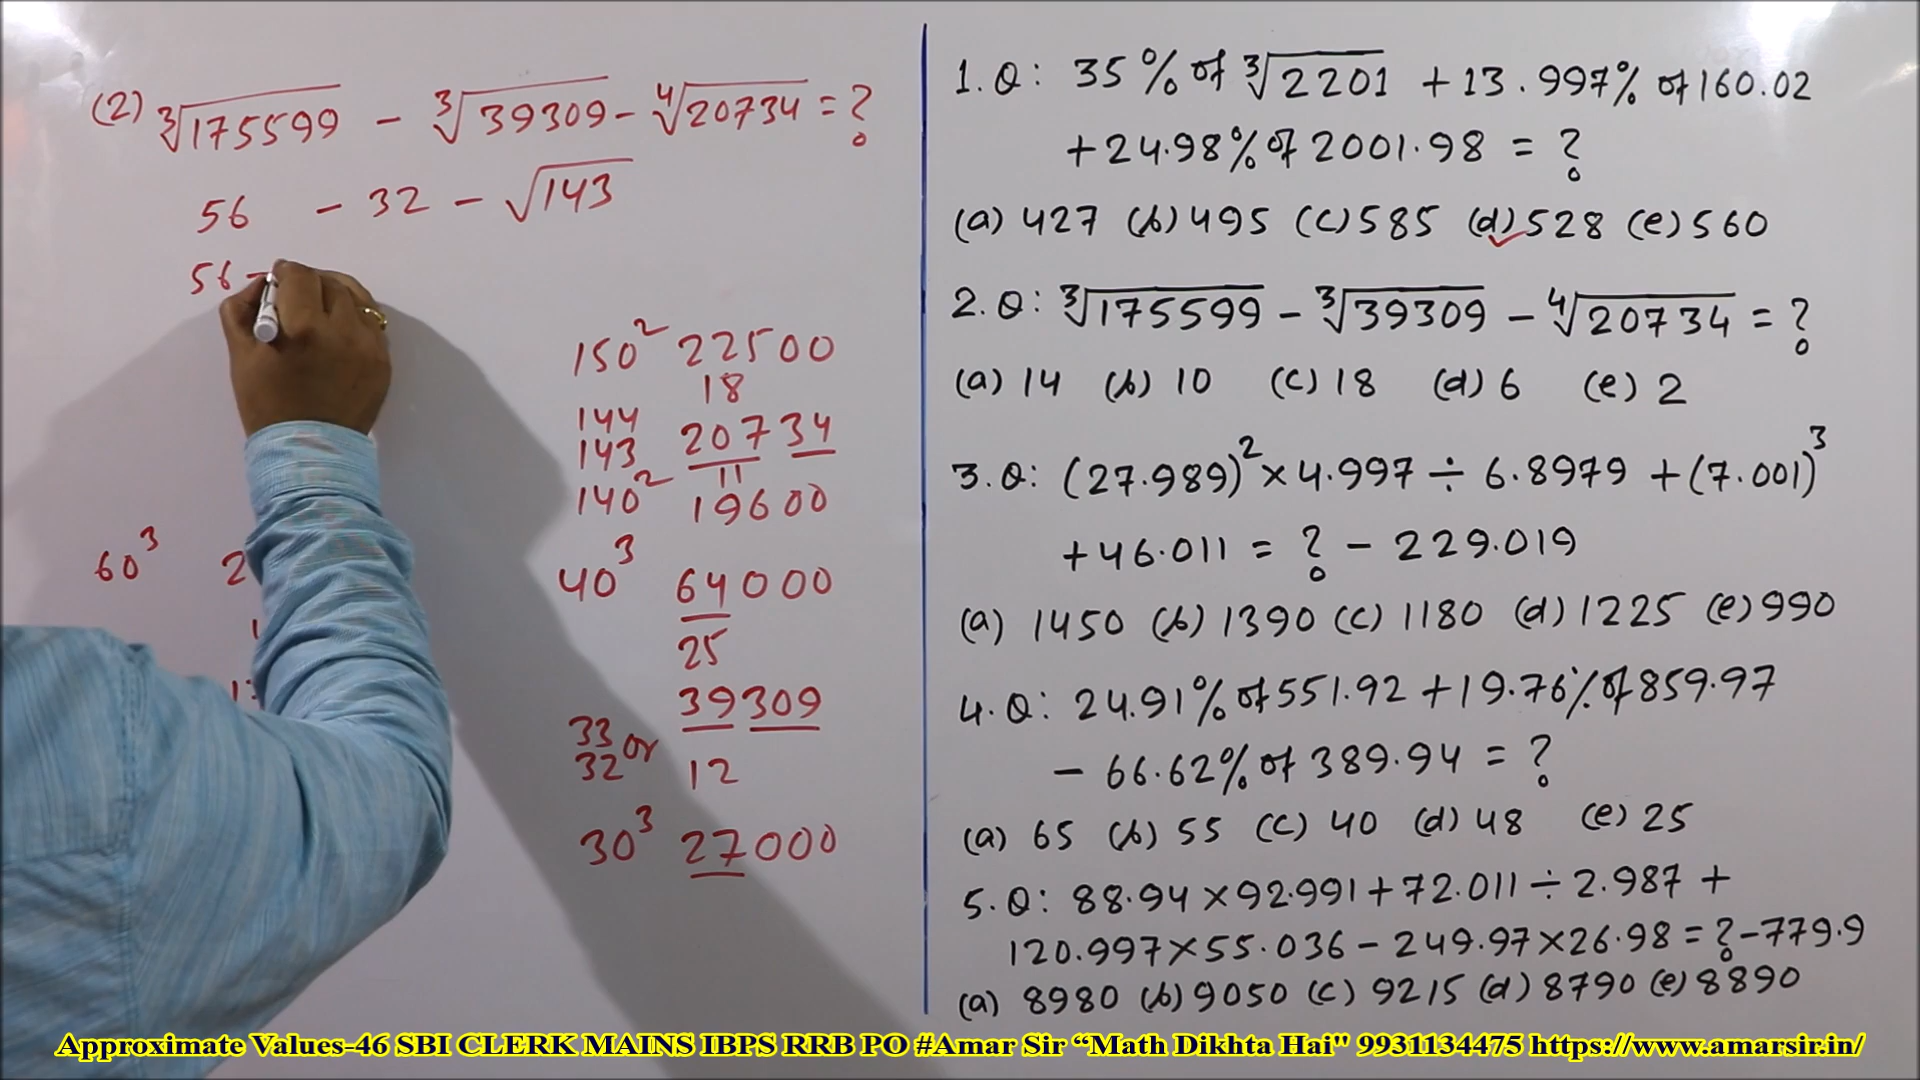 (2) ∛175599 - ∛39309 - ∜20734 = ?
56 - 32 - √143
56 -
150² 22500
18
144
20734
143
11
140² 19600
60³ 2
40³ 64000
25
39309
33 or
32 12
30³ 27000
1.Q: 35% of ∛2201 + 13.997% of 160.02
+ 24.98% of 2001.98 = ?
(a) 427 (b) 495 (c) 585 (d) 528 (e) 560
2.Q: ∛175599 - ∛39309 - ∜20734 = ?
(a) 14 (b) 10 (c) 18 (d) 6 (e) 2
3.Q: (27.989)² × 4.997 ÷ 6.8979 + (7.001)³
+ 46.011 = ? - 229.019
(a) 1450 (b) 1390 (c) 1180 (d) 1225 (e) 990
4.Q: 24.91% of 551.92 + 19.76% of 859.97
- 66.62% of 389.94 = ?
(a) 65 (b) 55 (c) 40 (d) 48 (e) 25
5.Q: 88.94 × 92.991 + 72.011 ÷ 2.987 +
120.997 × 55.036 - 249.97 × 26.98 = ? - 779.9
(a) 8980 (b) 9050 (c) 9215 (d) 8790 (e) 8890
Approximate Values-46 SBI CLERK MAINS IBPS RRB PO #Amar Sir “Math Dikhta Hai" 9931134475 https://www.amarsir.in/